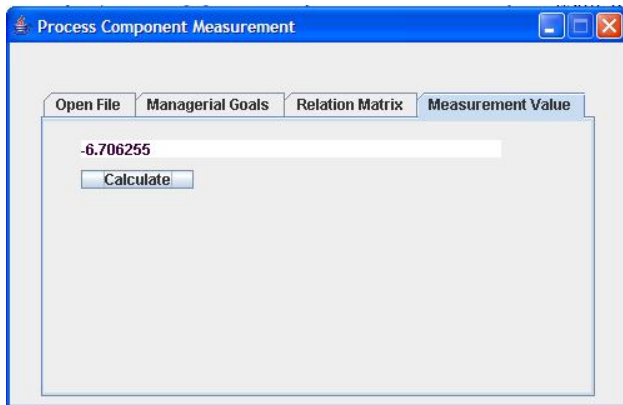 Process Component Measurement
Open File Managerial Goals Relation Matrix Measurement Value
-6.706255
Calculate